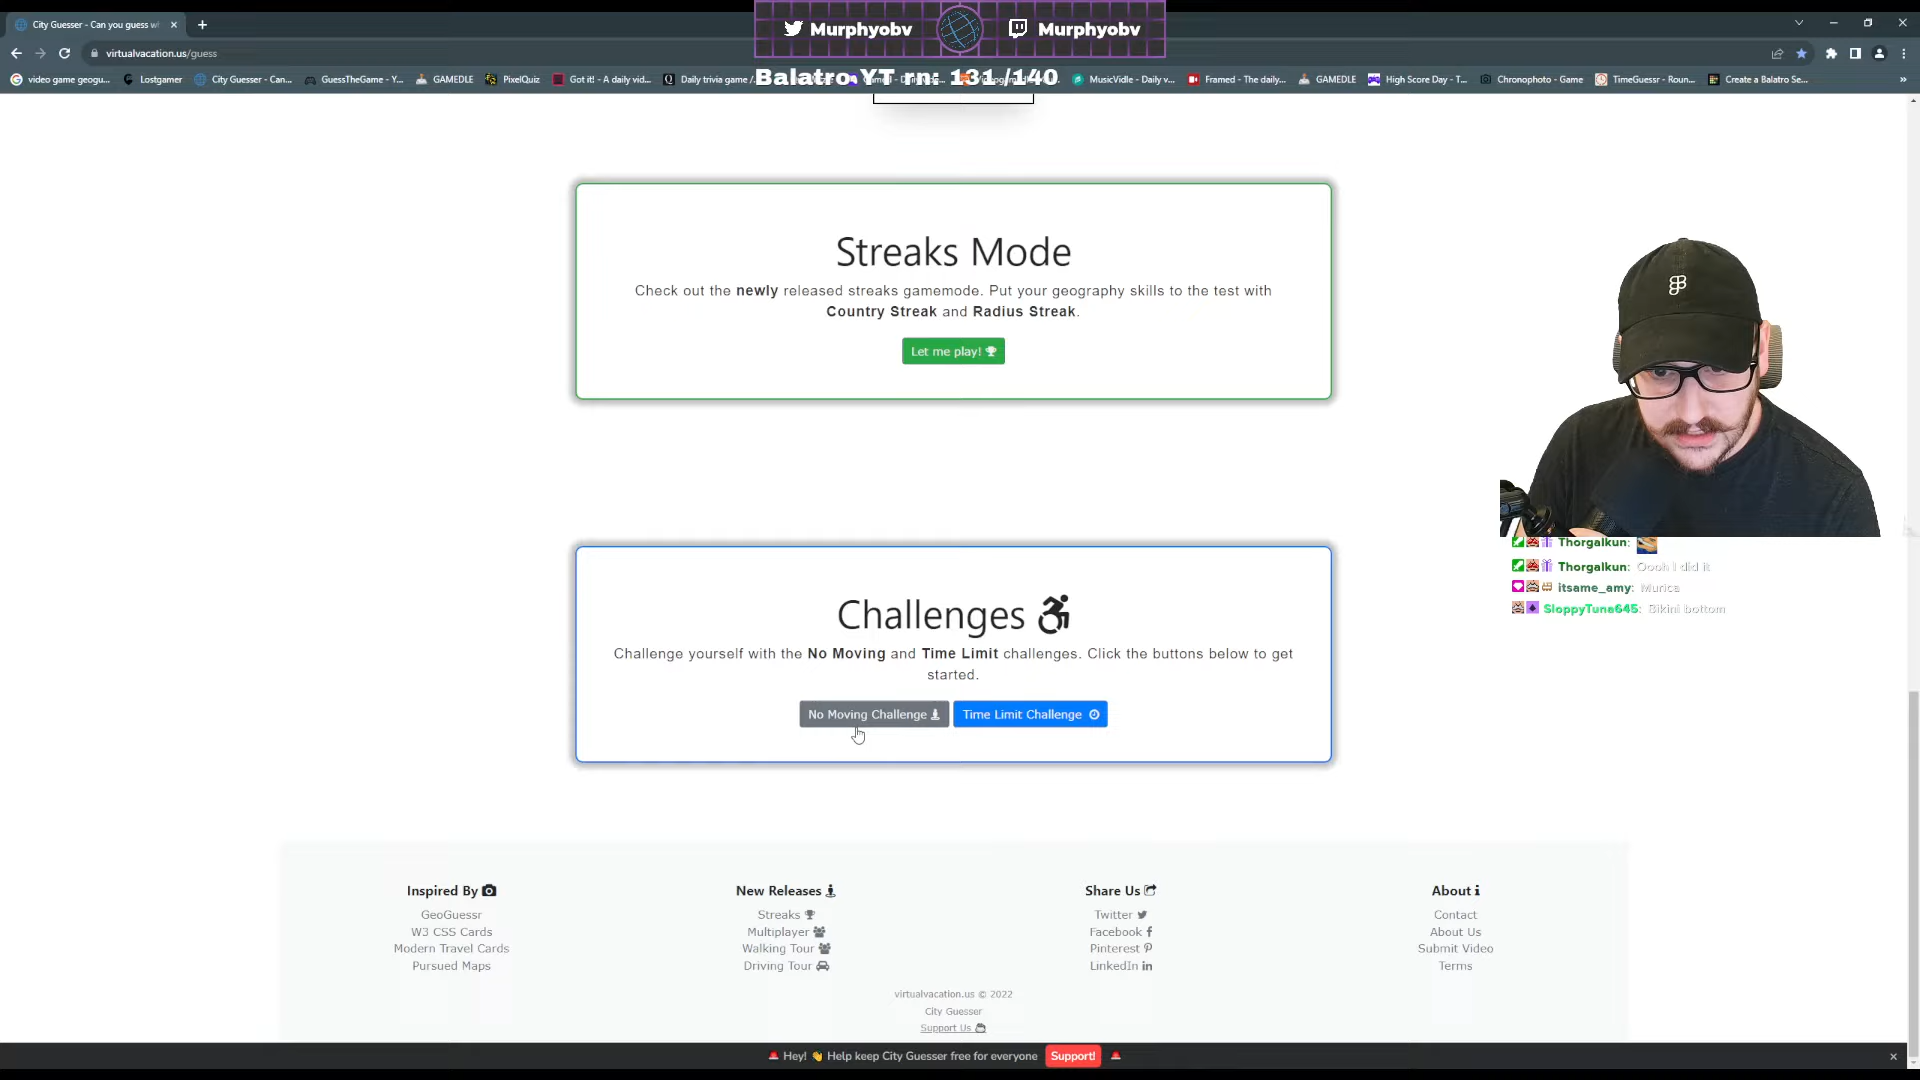 City Guesser - Can you guess wh
virtualvacation.us/guess
Murphyobv
Murphyobv
Balatro YT rn: 131 /140
video game geogu...
Lostgamer
City Guesser - Can...
GuessTheGame - Y...
GAMEDLE
PixelQuiz
Got it! - A daily vid...
Daily trivia game /
MusicVidle - Daily v...
Framed - The daily...
GAMEDLE
High Score Day - T...
Chronophoto - Game
TimeGuessr - Roun...
Create a Balatro Se...
Streaks Mode
Check out the newly released streaks gamemode. Put your geography skills to the test with
Country Streak and Radius Streak.
Let me play!
Thorgalkun:
Thorgalkun: Oooh I did it
itsame_amy: Murica
SloppyTuna645: Bikini bottom
Challenges
Challenge yourself with the No Moving and Time Limit challenges. Click the buttons below to get
started.
No Moving Challenge
Time Limit Challenge
Inspired By
GeoGuessr
W3 CSS Cards
Modern Travel Cards
Pursued Maps
New Releases
Streaks
Multiplayer
Walking Tour
Driving Tour
Share Us
Twitter
Facebook
Pinterest
LinkedIn
About
Contact
About Us
Submit Video
Terms
virtualvacation.us © 2022
City Guesser
Support Us
Hey! 👋 Help keep City Guesser free for everyone
Support!